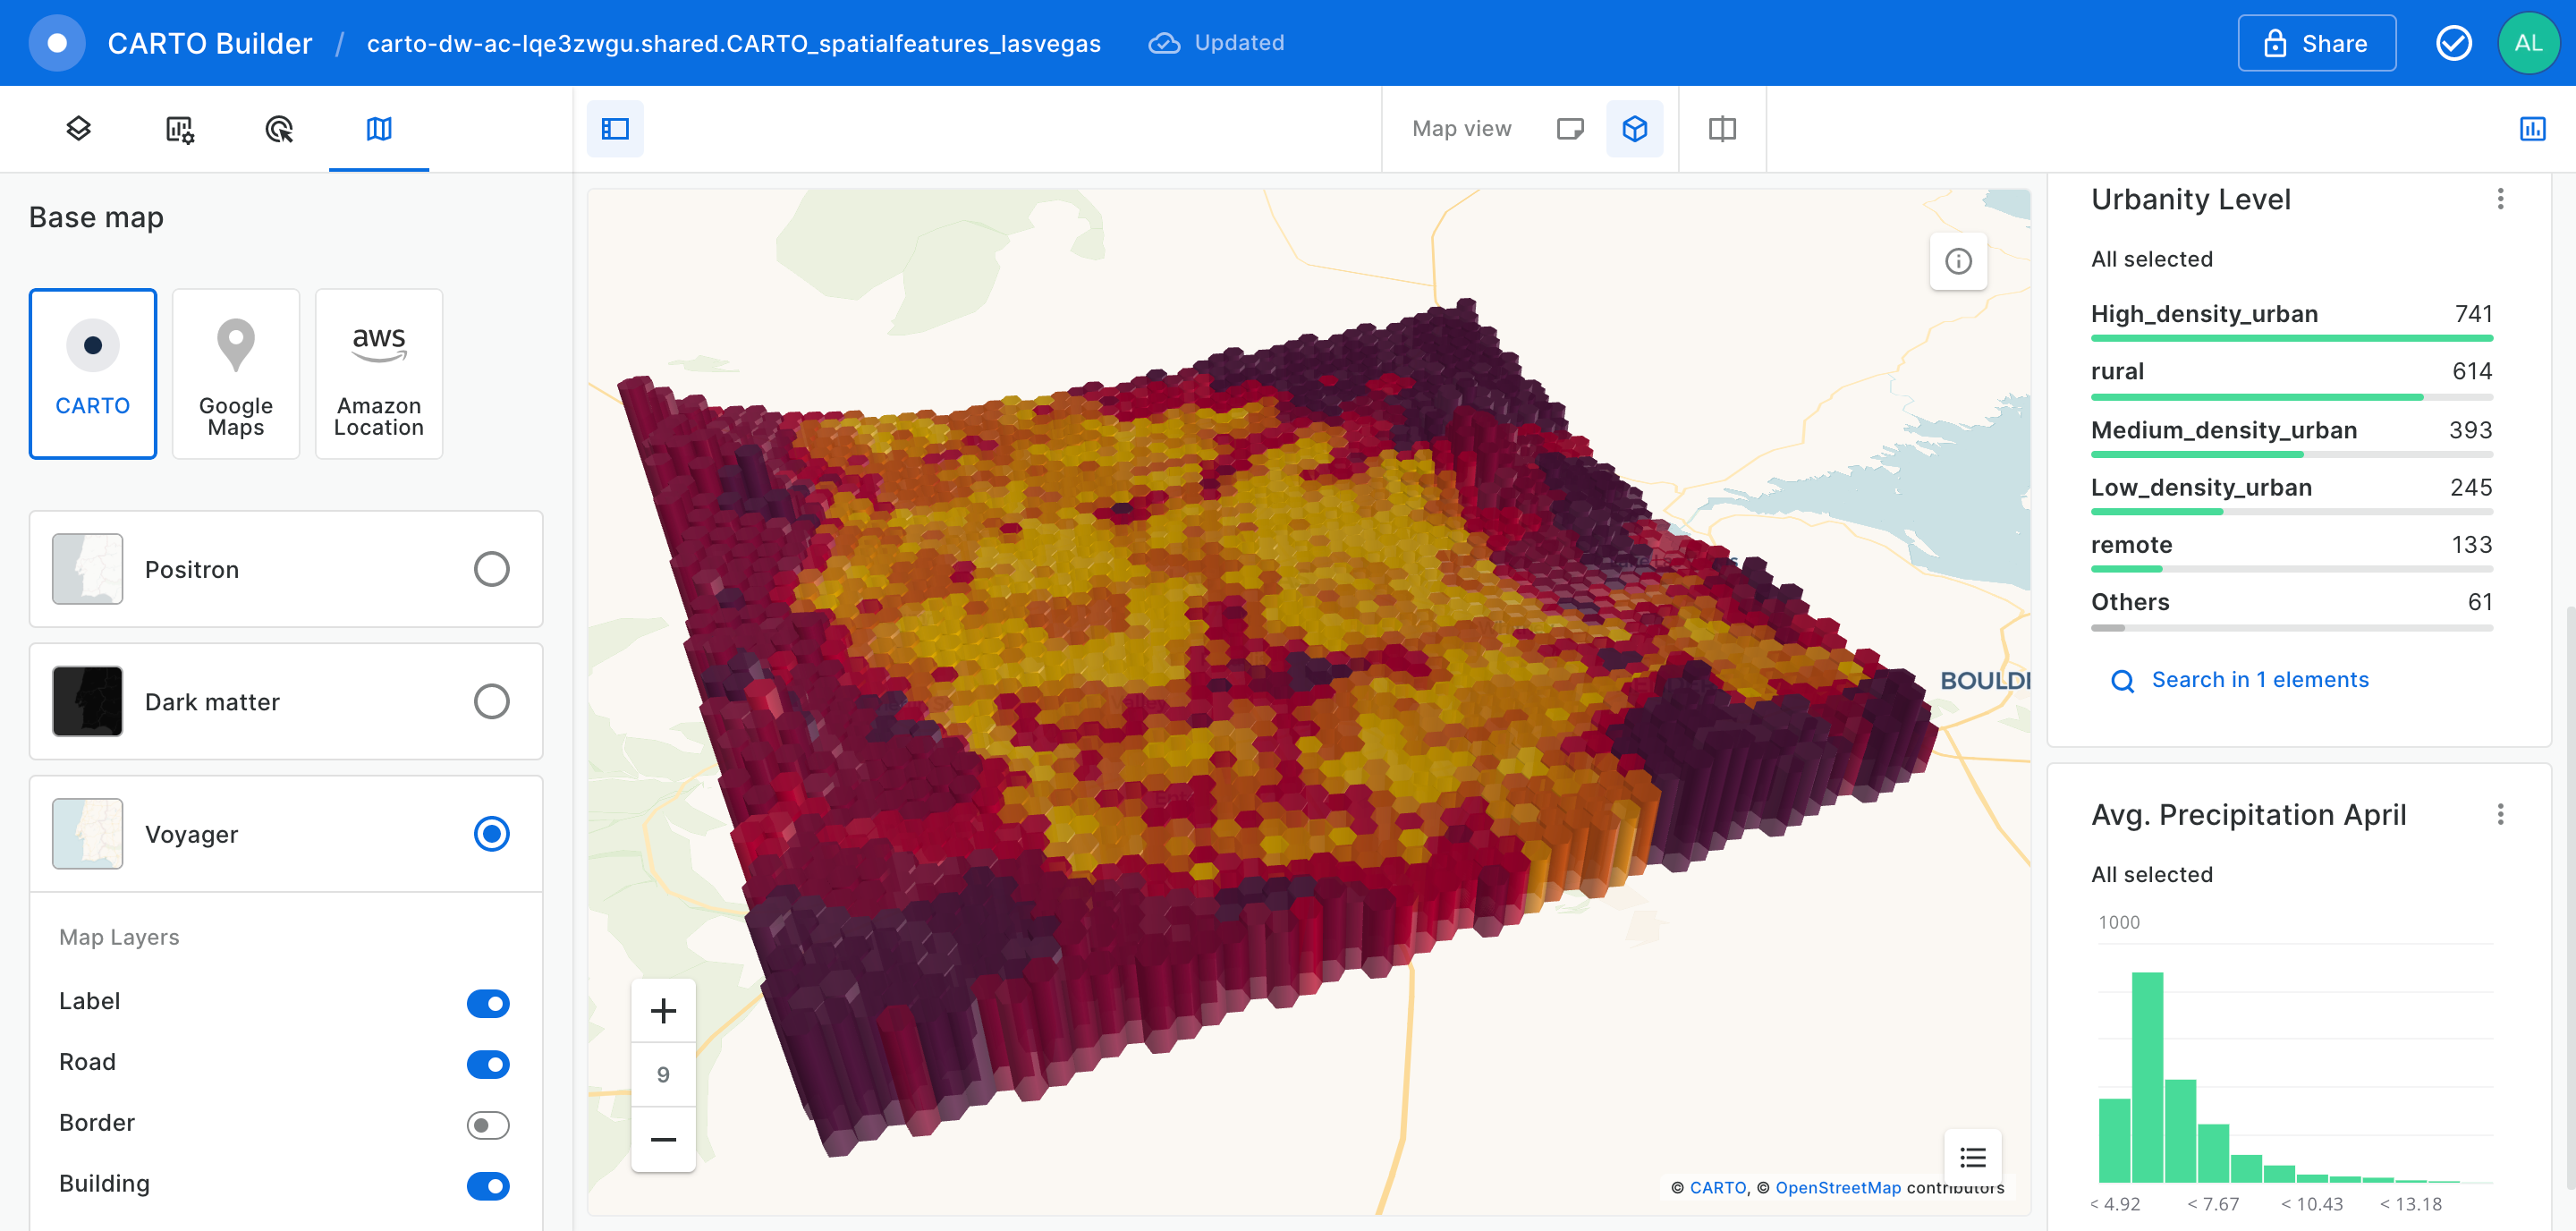 CARTO Builder / carto-dw-ac-lqe3zwgu.shared.CARTO_spatialfeatures_lasvegas Updated Share AL
Map view
Base map
CARTO
Google Maps
aws
Amazon Location
Positron
Dark matter
Voyager
Map Layers
Label
Road
Border
Building
BOULDE
9
© CARTO, © OpenStreetMap contributors
Urbanity Level
All selected
High_density_urban 741
rural 614
Medium_density_urban 393
Low_density_urban 245
remote 133
Others 61
Search in 1 elements
Avg. Precipitation April
All selected
1000
< 4.92 < 7.67 < 10.43 < 13.18